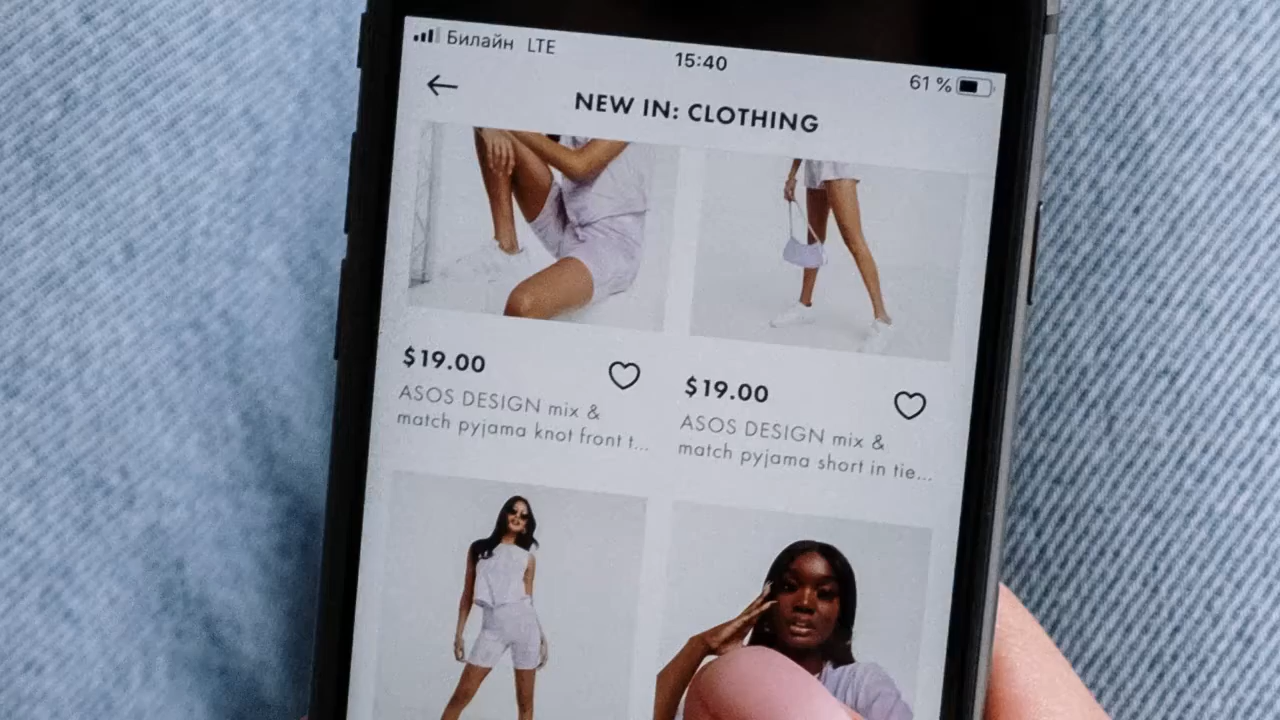 Билайн LTE
15:40
61 %
NEW IN: CLOTHING
$19.00
ASOS DESIGN mix &
match pyjama knot front t...
$19.00
ASOS DESIGN mix &
match pyjama short in tie...